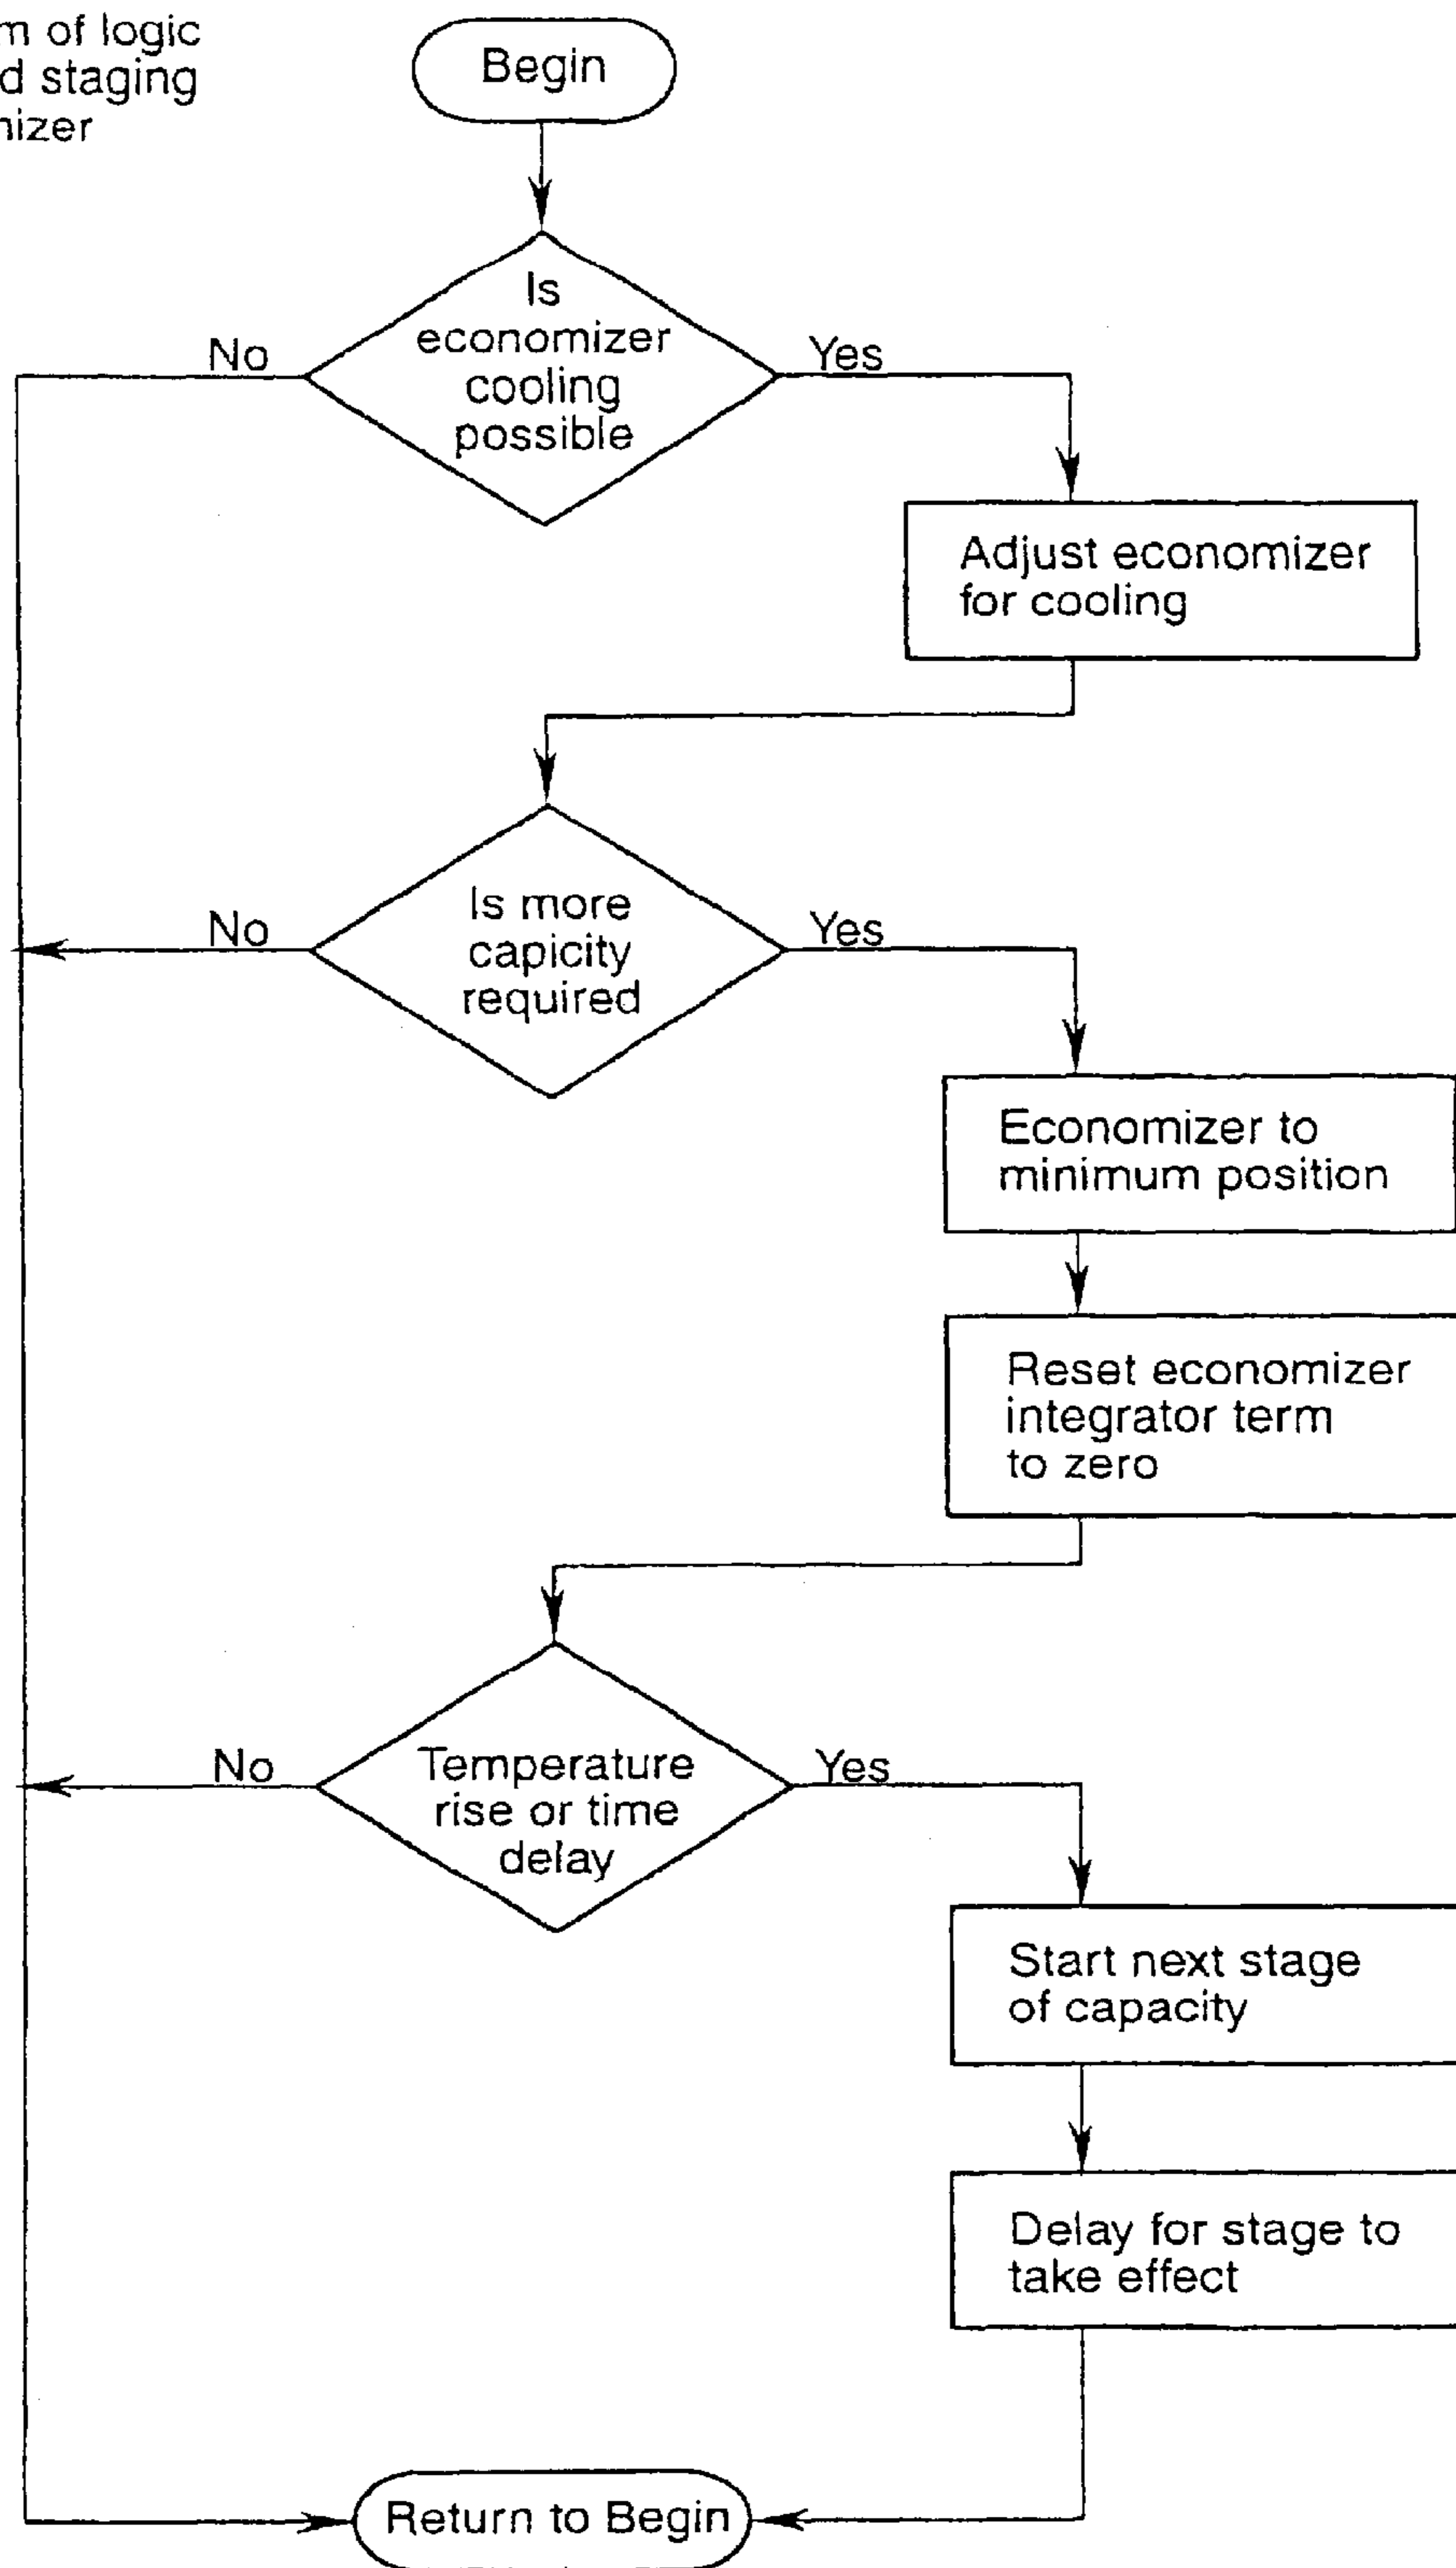 m of logic
d staging
nizer
Begin
Is
economizer
cooling
possible
No
Yes
Adjust economizer
for cooling
Is more
capicity
required
No
Yes
Economizer to
minimum position
Reset economizer
integrator term
to zero
Temperature
rise or time
delay
No
Yes
Start next stage
of capacity
Delay for stage to
take effect
Return to Begin